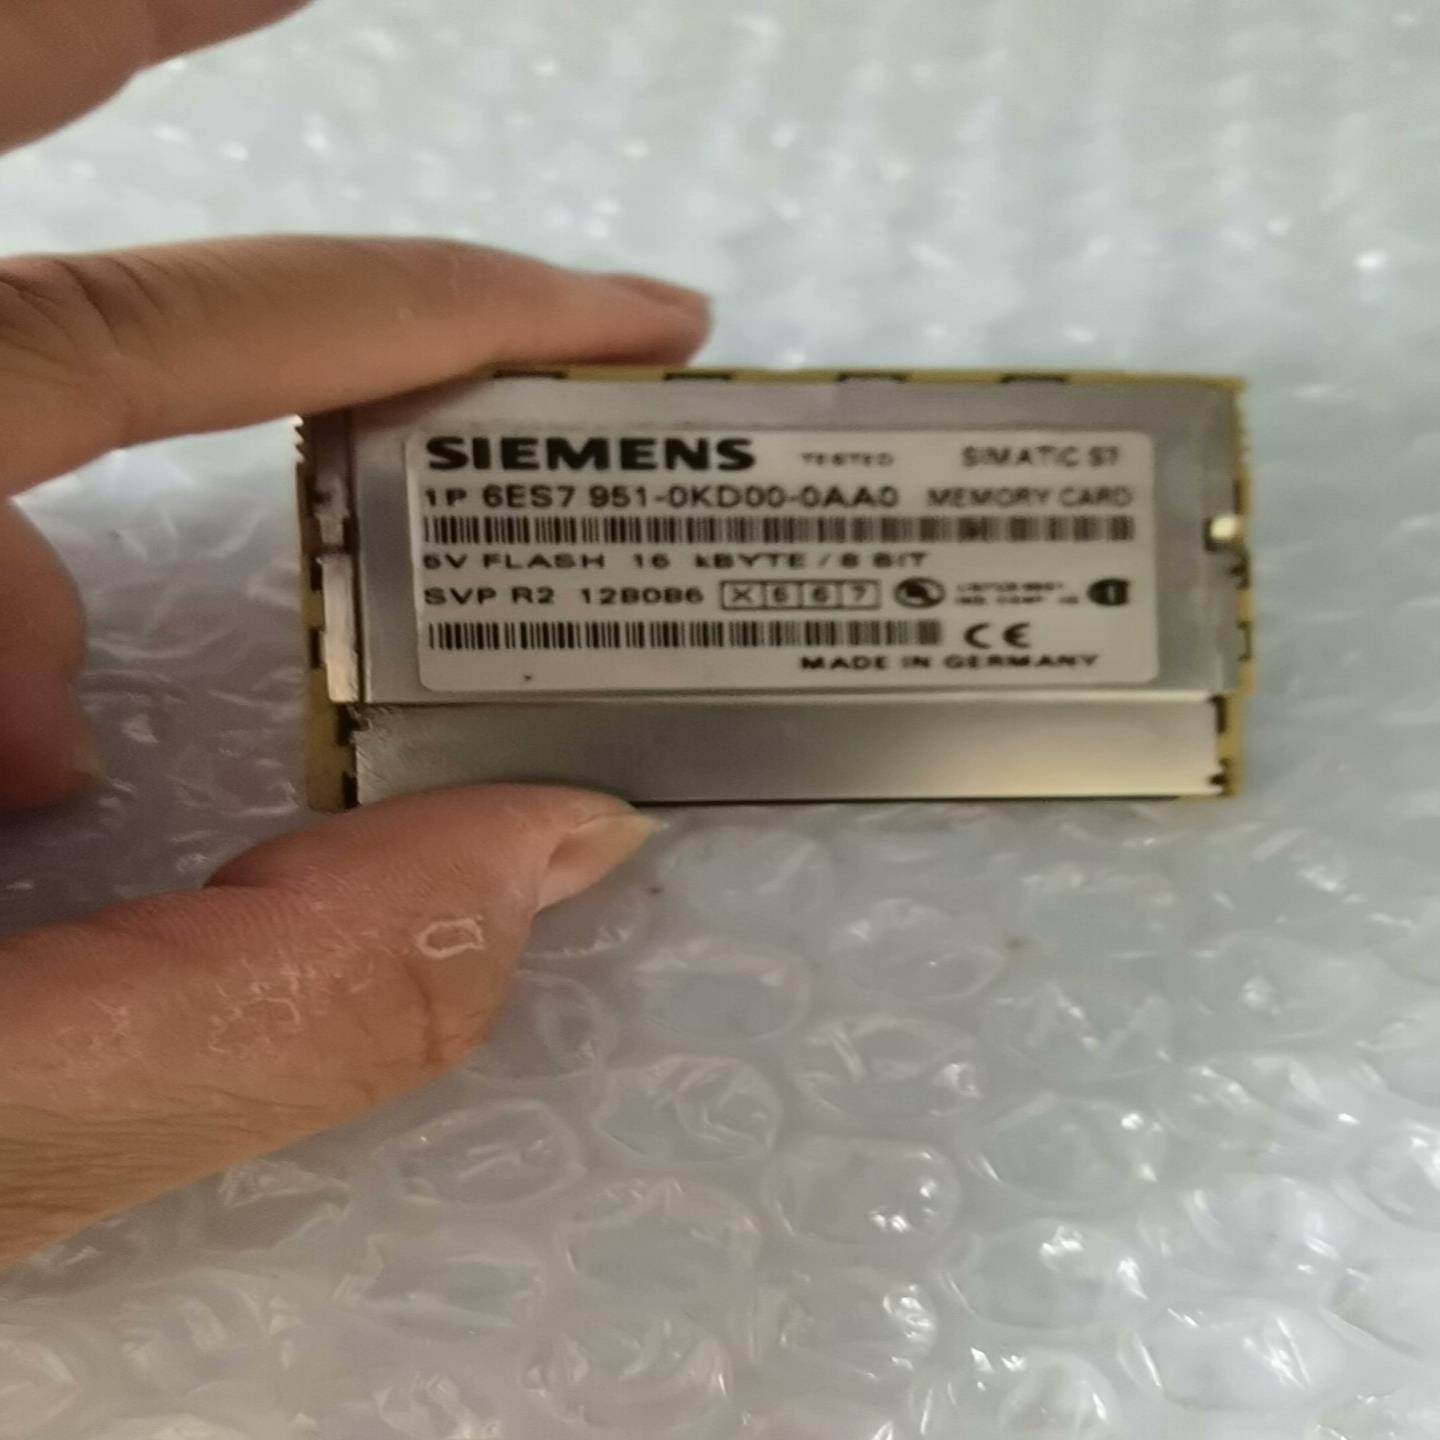 SIEMENS TESTED SIMATIC S7
1P 6ES7 951-0KD00-0AA0 MEMORY CARD
5V FLASH 16 kBYTE / 8 BIT
SVP R2 12B0B6 X 5 6 7
CE
MADE IN GERMANY